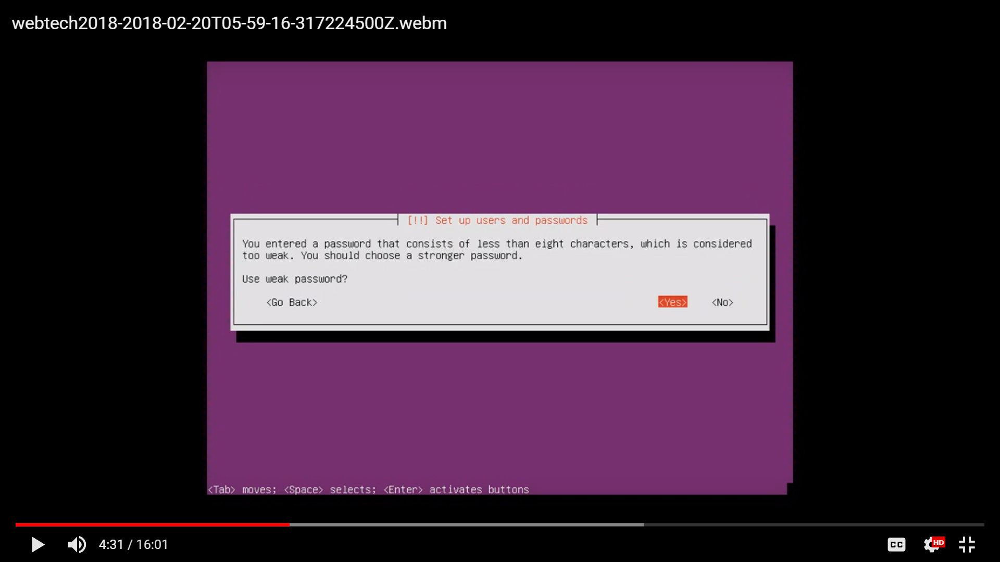 webtech2018-2018-02-20T05-59-16-317224500Z.webm
[!!] Set up users and passwords
You entered a password that consists of less than eight characters, which is considered
too weak. You should choose a stronger password.
Use weak password?
<Go Back> <Yes> <No>
<Tab> moves; <Space> selects; <Enter> activates buttons
4:31 / 16:01 CC HD